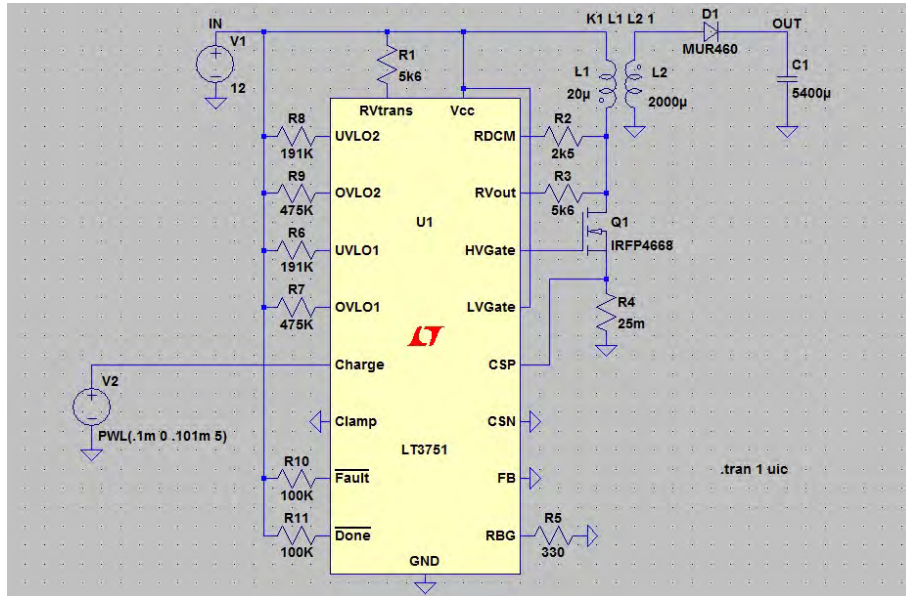 IN
K1 L1 L2 1
D1
OUT
V1
R1
MUR460
12
5k6
L1
L2
C1
20µ
2000µ
5400µ
RVtrans
Vcc
R8
UVLO2
RDCM
R2
191K
2k5
R9
OVLO2
RVout
R3
475K
5k6
U1
Q1
R6
UVLO1
HVGate
IRFP4668
191K
R7
OVLO1
LVGate
R4
475K
25m
Charge
CSP
V2
Clamp
CSN
PWL(.1m 0 .101m 5)
LT3751
R10
Fault
FB
.tran 1 uic
100K
R11
Done
RBG
R5
100K
330
GND